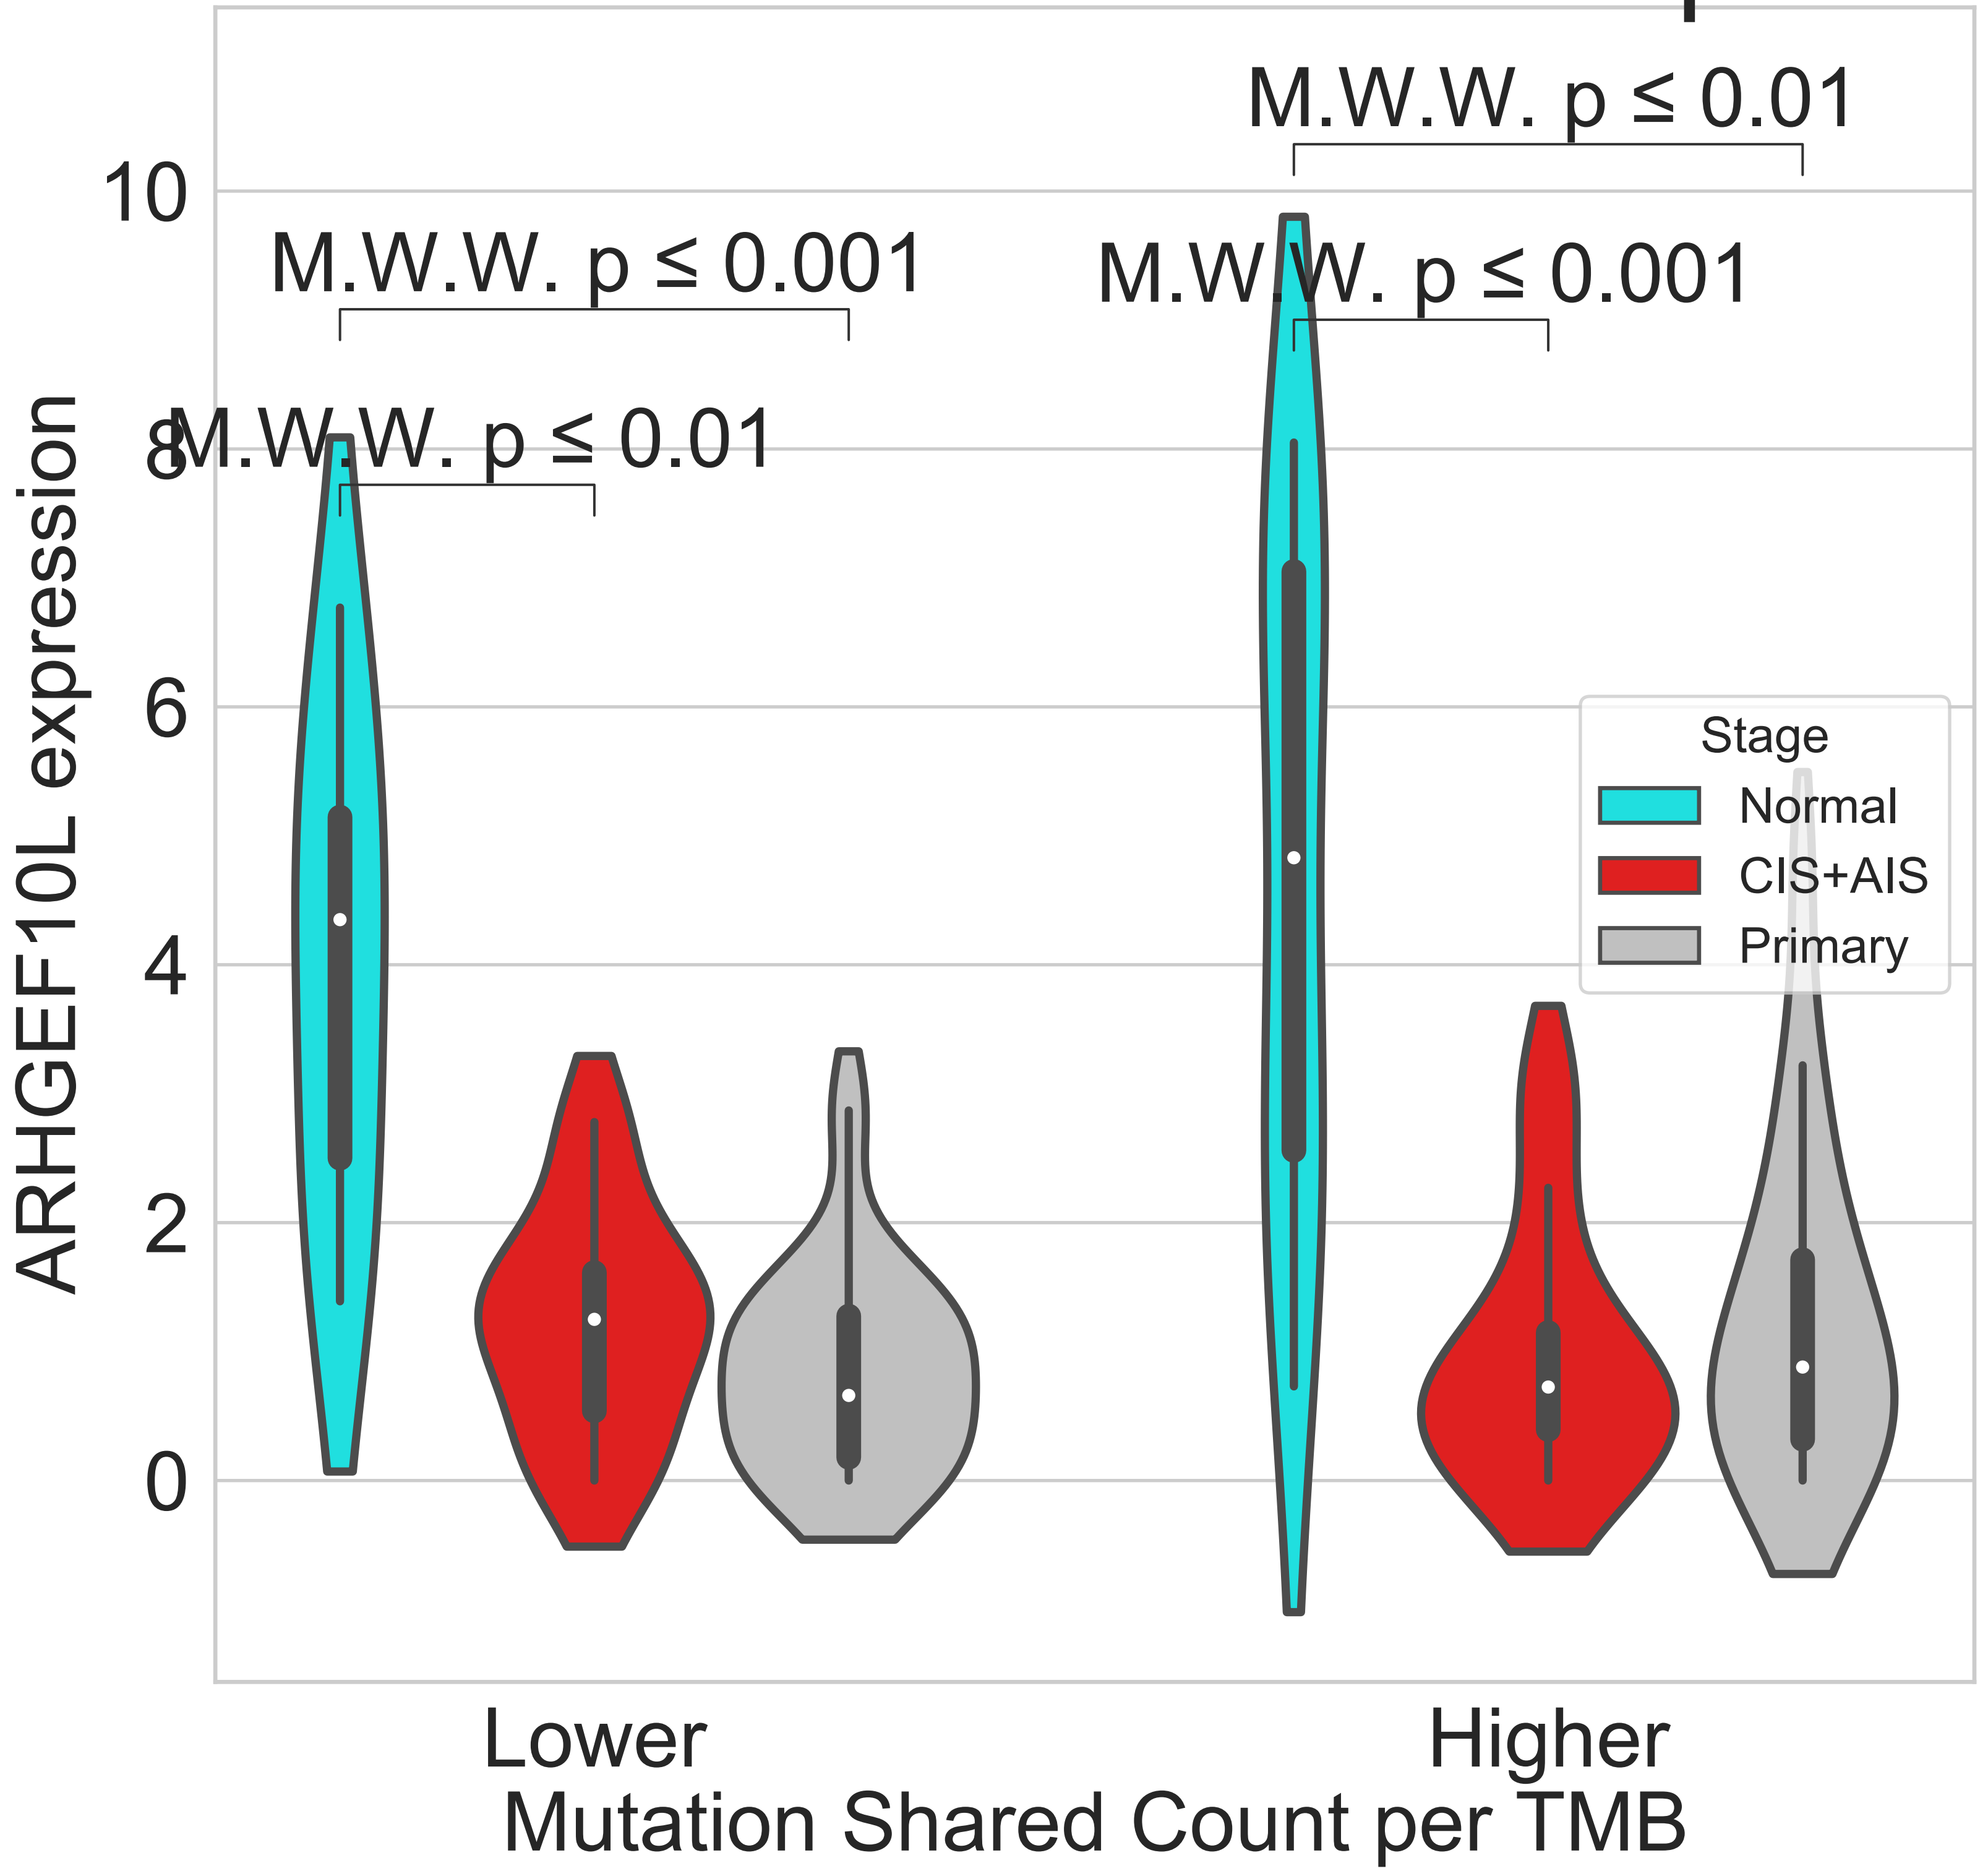 M.W.W. p ≤ 0.01
10
M.W.W. p ≤ 0.001
M.W.W. p ≤ 0.001
8
M.W.W. p ≤ 0.01
ARHGEF10L expression
6
Stage
Normal
CIS+AIS
Primary
4
2
0
Lower
Higher
Mutation Shared Count per TMB